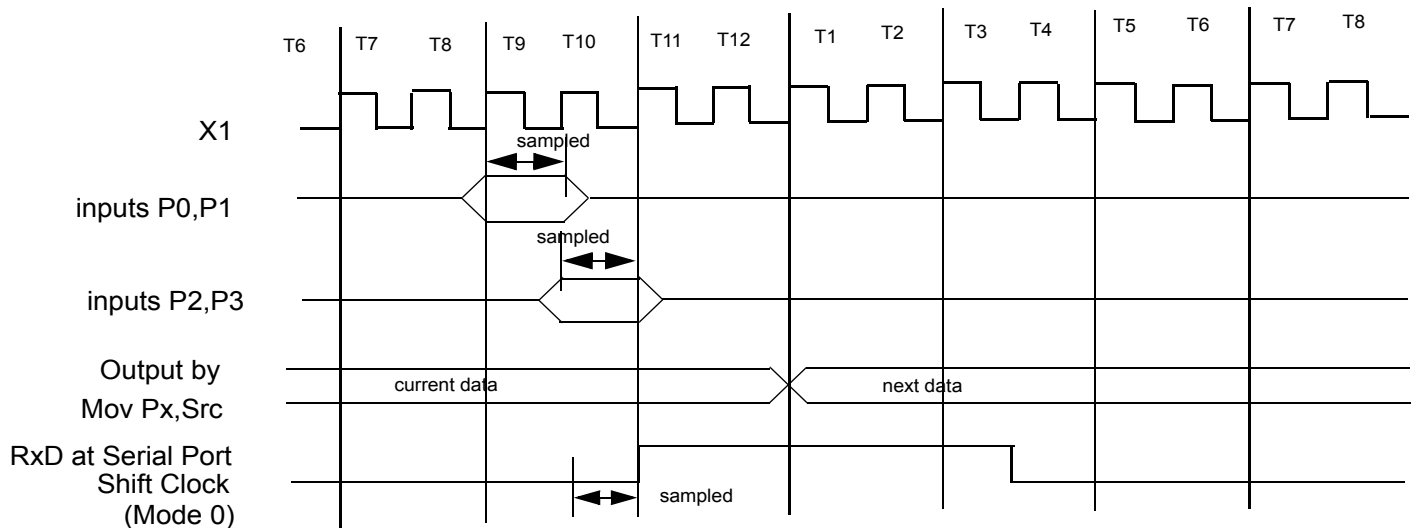 T6 T7 T8 T9 T10 T11 T12 T1 T2 T3 T4 T5 T6 T7 T8
X1
sampled
inputs P0,P1
sampled
inputs P2,P3
Output by
current data next data
Mov Px,Src
RxD at Serial Port
Shift Clock
sampled
(Mode 0)